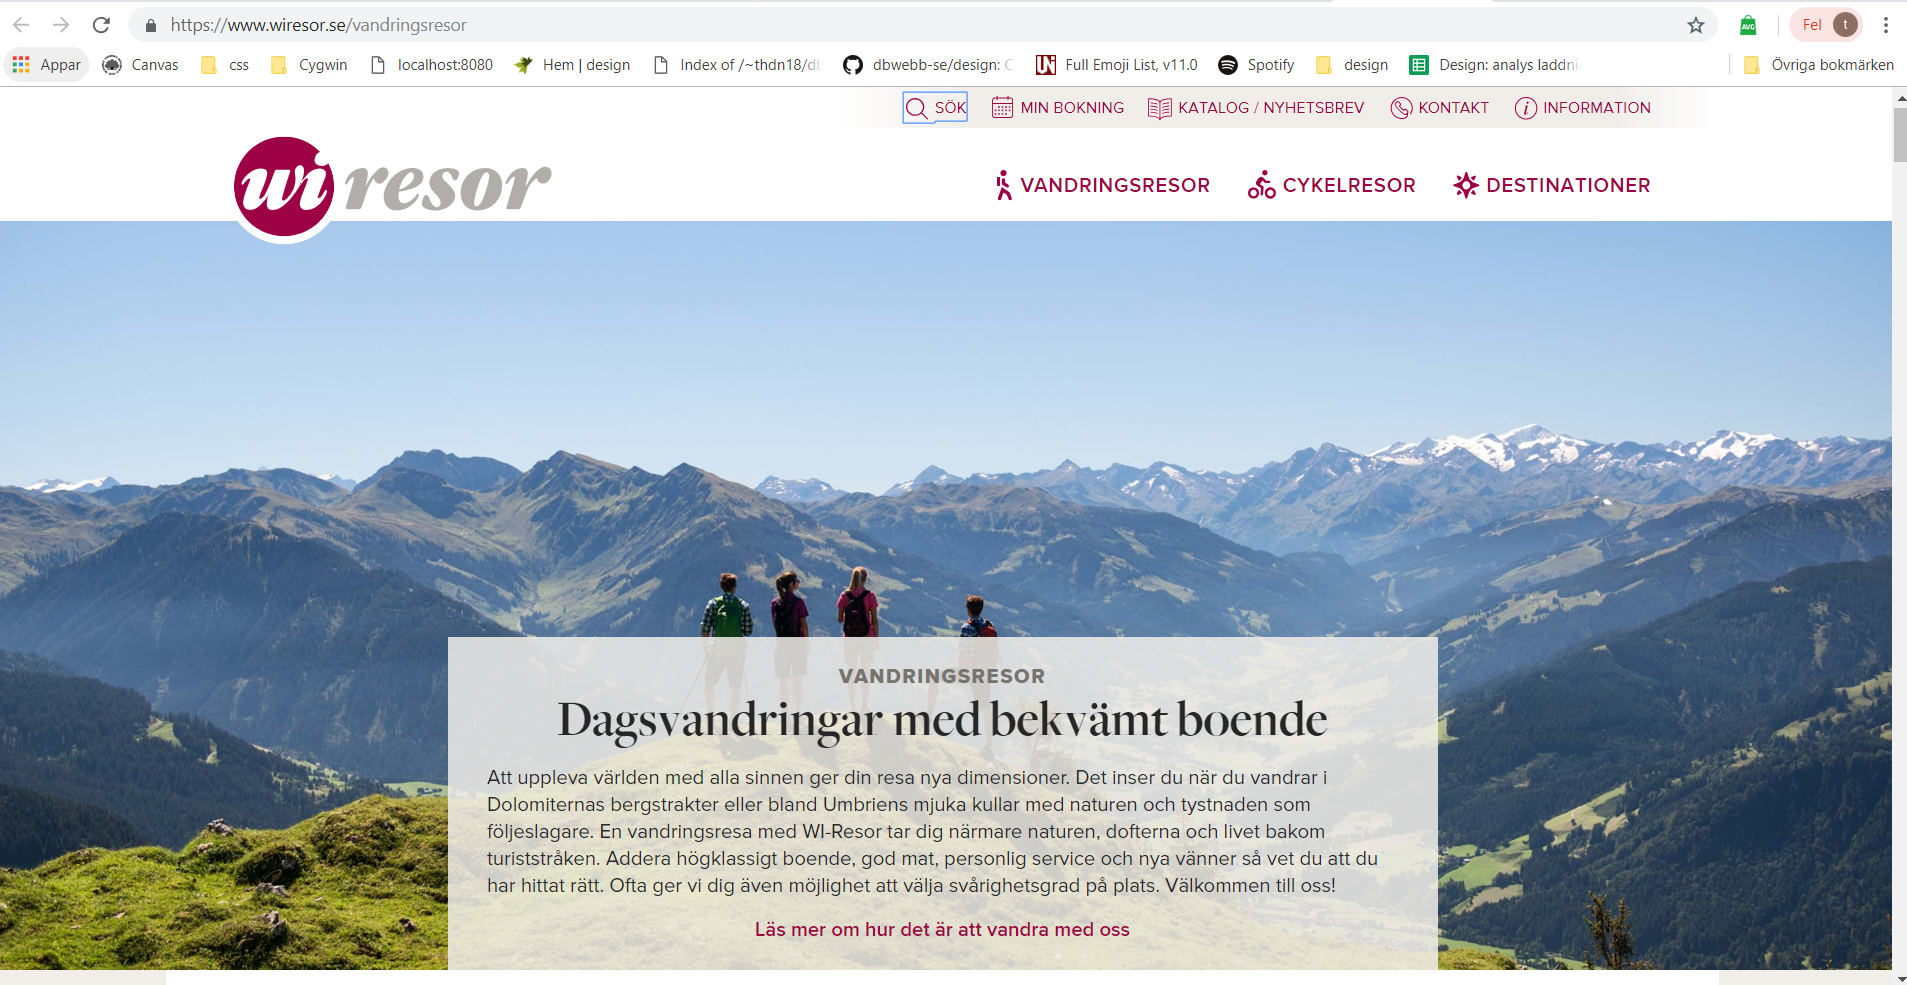 https://www.wiresor.se/vandringsresor
AVG
Fel t
Appar Canvas css Cygwin localhost:8080 Hem | design Index of /~thdn18/db dbwebb-se/design: C Full Emoji List, v11.0 Spotify design Design: analys laddni Övriga bokmärken
SÖK MIN BOKNING KATALOG / NYHETSBREV KONTAKT INFORMATION
wi resor
VANDRINGSRESOR CYKELRESOR DESTINATIONER
VANDRINGSRESOR
Dagsvandringar med bekvämt boende
Att uppleva världen med alla sinnen ger din resa nya dimensioner. Det inser du när du vandrar i
Dolomiternas bergstrakter eller bland Umbriens mjuka kullar med naturen och tystnaden som
följeslagare. En vandringsresa med WI-Resor tar dig närmare naturen, dofterna och livet bakom
turiststråken. Addera högklassigt boende, god mat, personlig service och nya vänner så vet du att du
har hittat rätt. Ofta ger vi dig även möjlighet att välja svårighetsgrad på plats. Välkommen till oss!
Läs mer om hur det är att vandra med oss